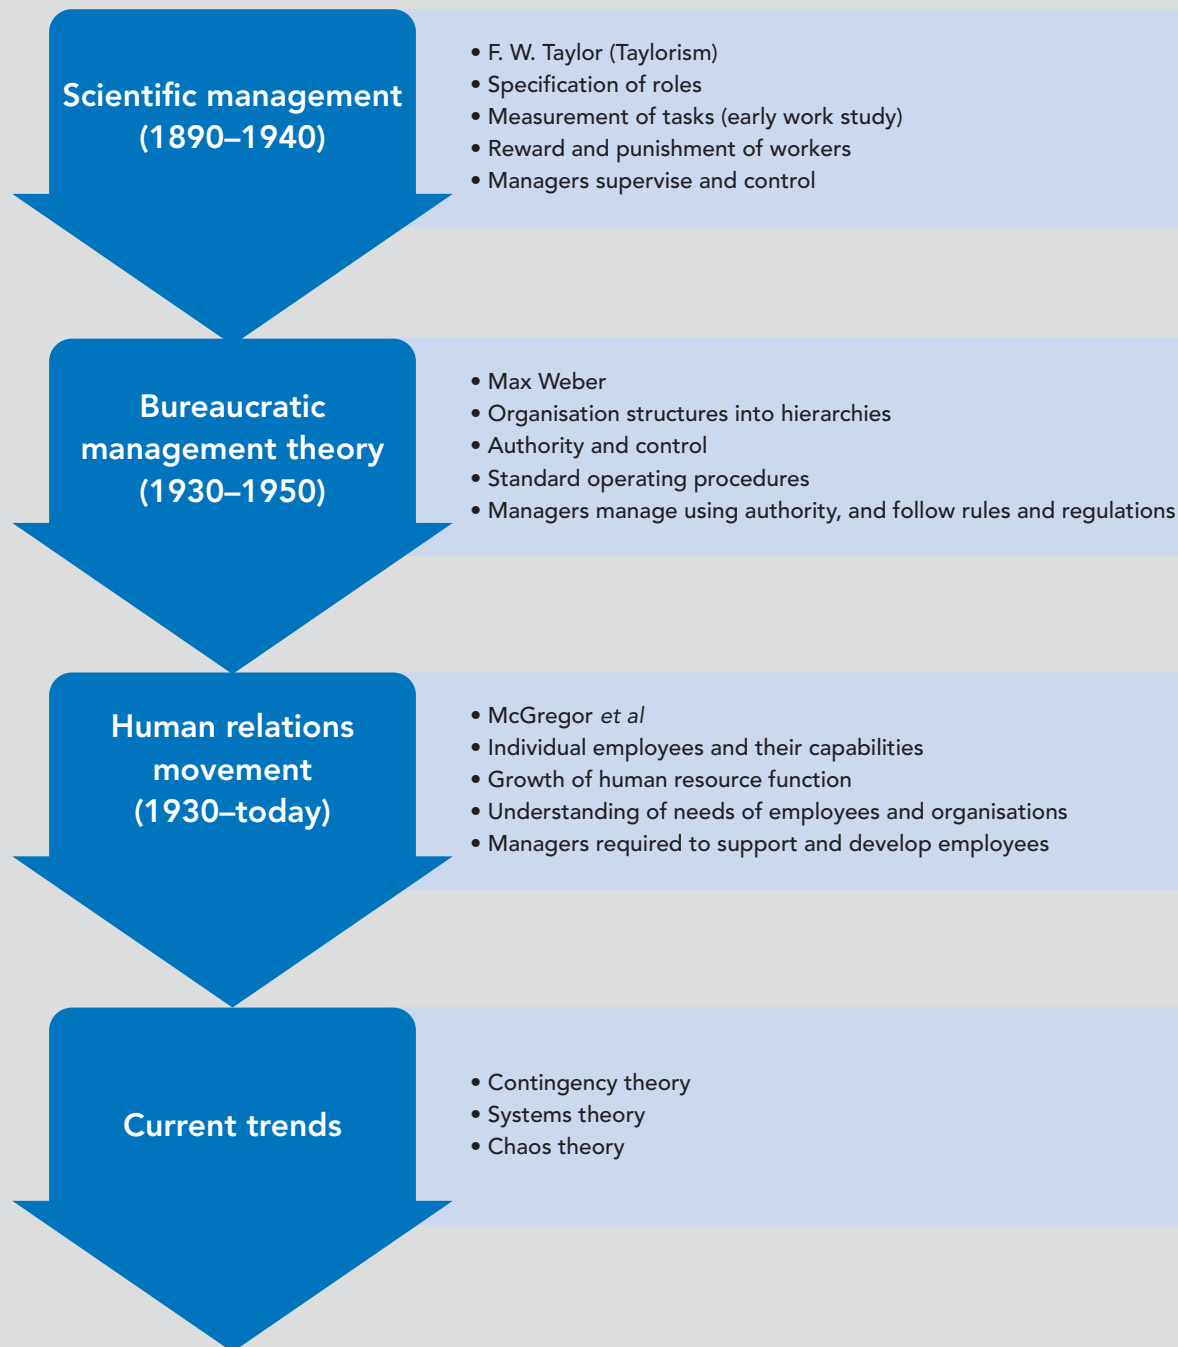 Scientific management
(1890–1940)
• F. W. Taylor (Taylorism)
• Specification of roles
• Measurement of tasks (early work study)
• Reward and punishment of workers
• Managers supervise and control
Bureaucratic
management theory
(1930–1950)
• Max Weber
• Organisation structures into hierarchies
• Authority and control
• Standard operating procedures
• Managers manage using authority, and follow rules and regulations
Human relations
movement
(1930–today)
• McGregor et al
• Individual employees and their capabilities
• Growth of human resource function
• Understanding of needs of employees and organisations
• Managers required to support and develop employees
Current trends
• Contingency theory
• Systems theory
• Chaos theory